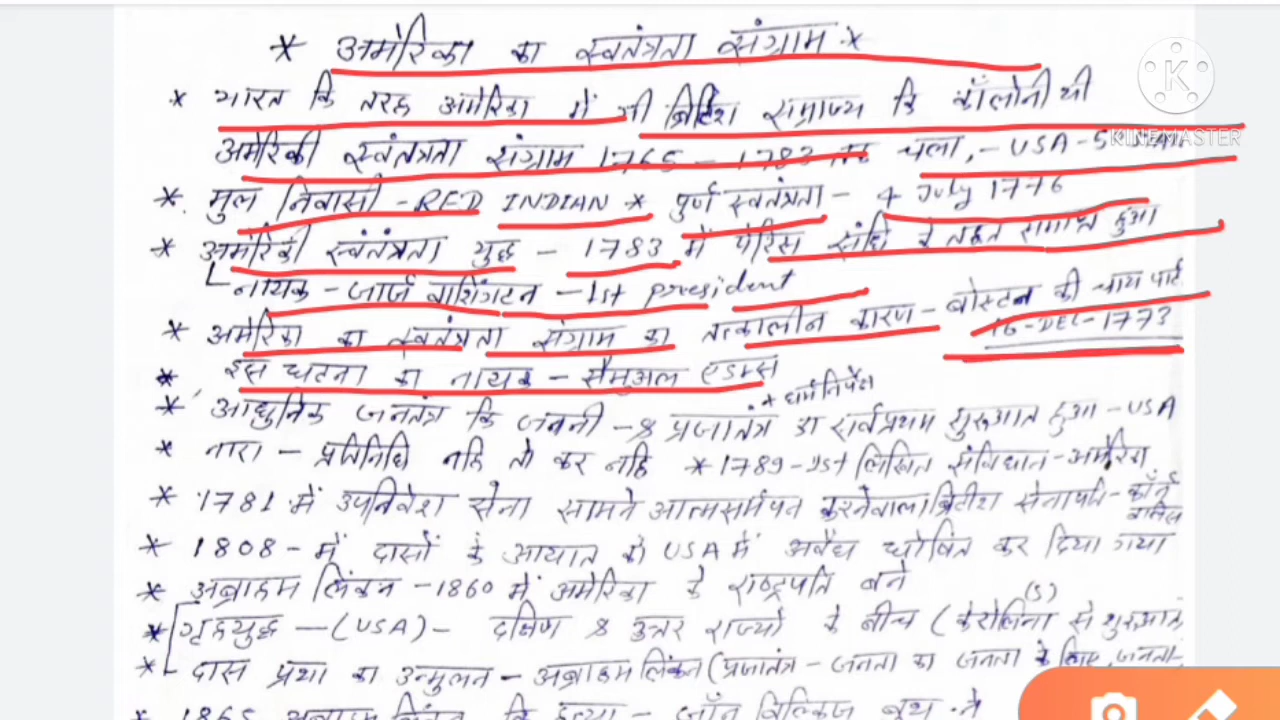 * अमेरिका का स्वतंत्रता संग्राम *
* भारत कि तरह अमेरिका में भी ब्रिटिश साम्राज्य कि कॉलोनी थी
KINEMASTER
अमेरिकी स्वतंत्रता संग्राम 1765 - 1783 तक चला, - USA -
* मुल निवासी - RED INDIAN * पुर्ण स्वतंत्रता - 4 July 1776
* अमेरिकी स्वंतंत्रता युद्ध - 1783 में पेरिस संधि के तहत समाप्त हुआ
नायक - जार्ज वाशिंगटन - 1st president
* अमेरिका का स्वतंत्रता संग्राम का तत्कालीन कारण - बोस्टन की चाय पार्टी
16-DEC-1773
* इस घटना का नायक - सैमुअल एडम्स
* धर्मनिर्पेक्ष
* आधुनिक जनतंत्र कि जननी - & प्रजातंत्र का सर्वप्रथम शुरुआत हुआ - USA
* नारा - प्रतिनिधि नहि तो कर नहि * 1789 - 1st लिखित संविधान - अमेरिका
* 1781 में उपनिवेश सेना सामने आत्मसर्मपन करनेवाला ब्रिटीश सेनापति - कॉर्न वालिस
* 1808 - में दासों के आयात को USA में अवैध घोषित कर दिया गया
* अब्राहम लिंकन - 1860 में अमेरिका के राष्ट्रपति बने
(S)
* गृहयुद्ध - (USA) - दक्षिण & उत्तर राज्यो के बीच (केरोलिना से शुरुआत
* दास प्रथा का उन्मुलन - अब्राहम लिंकन (प्रजातंत्र - जनता का जनता के लिए, जनता -
* 1865 अब्राहम लिंकन कि हत्या - जॉन विल्किज बुथ ने